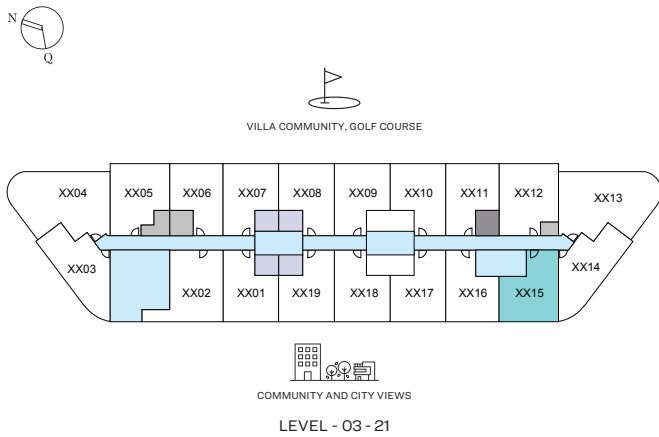 N
Q
VILLA COMMUNITY, GOLF COURSE
XX04 XX05 XX06 XX07 XX08 XX09 XX10 XX11 XX12 XX13
XX03 XX14
XX02 XX01 XX19 XX18 XX17 XX16 XX15
COMMUNITY AND CITY VIEWS
LEVEL - 03 - 21